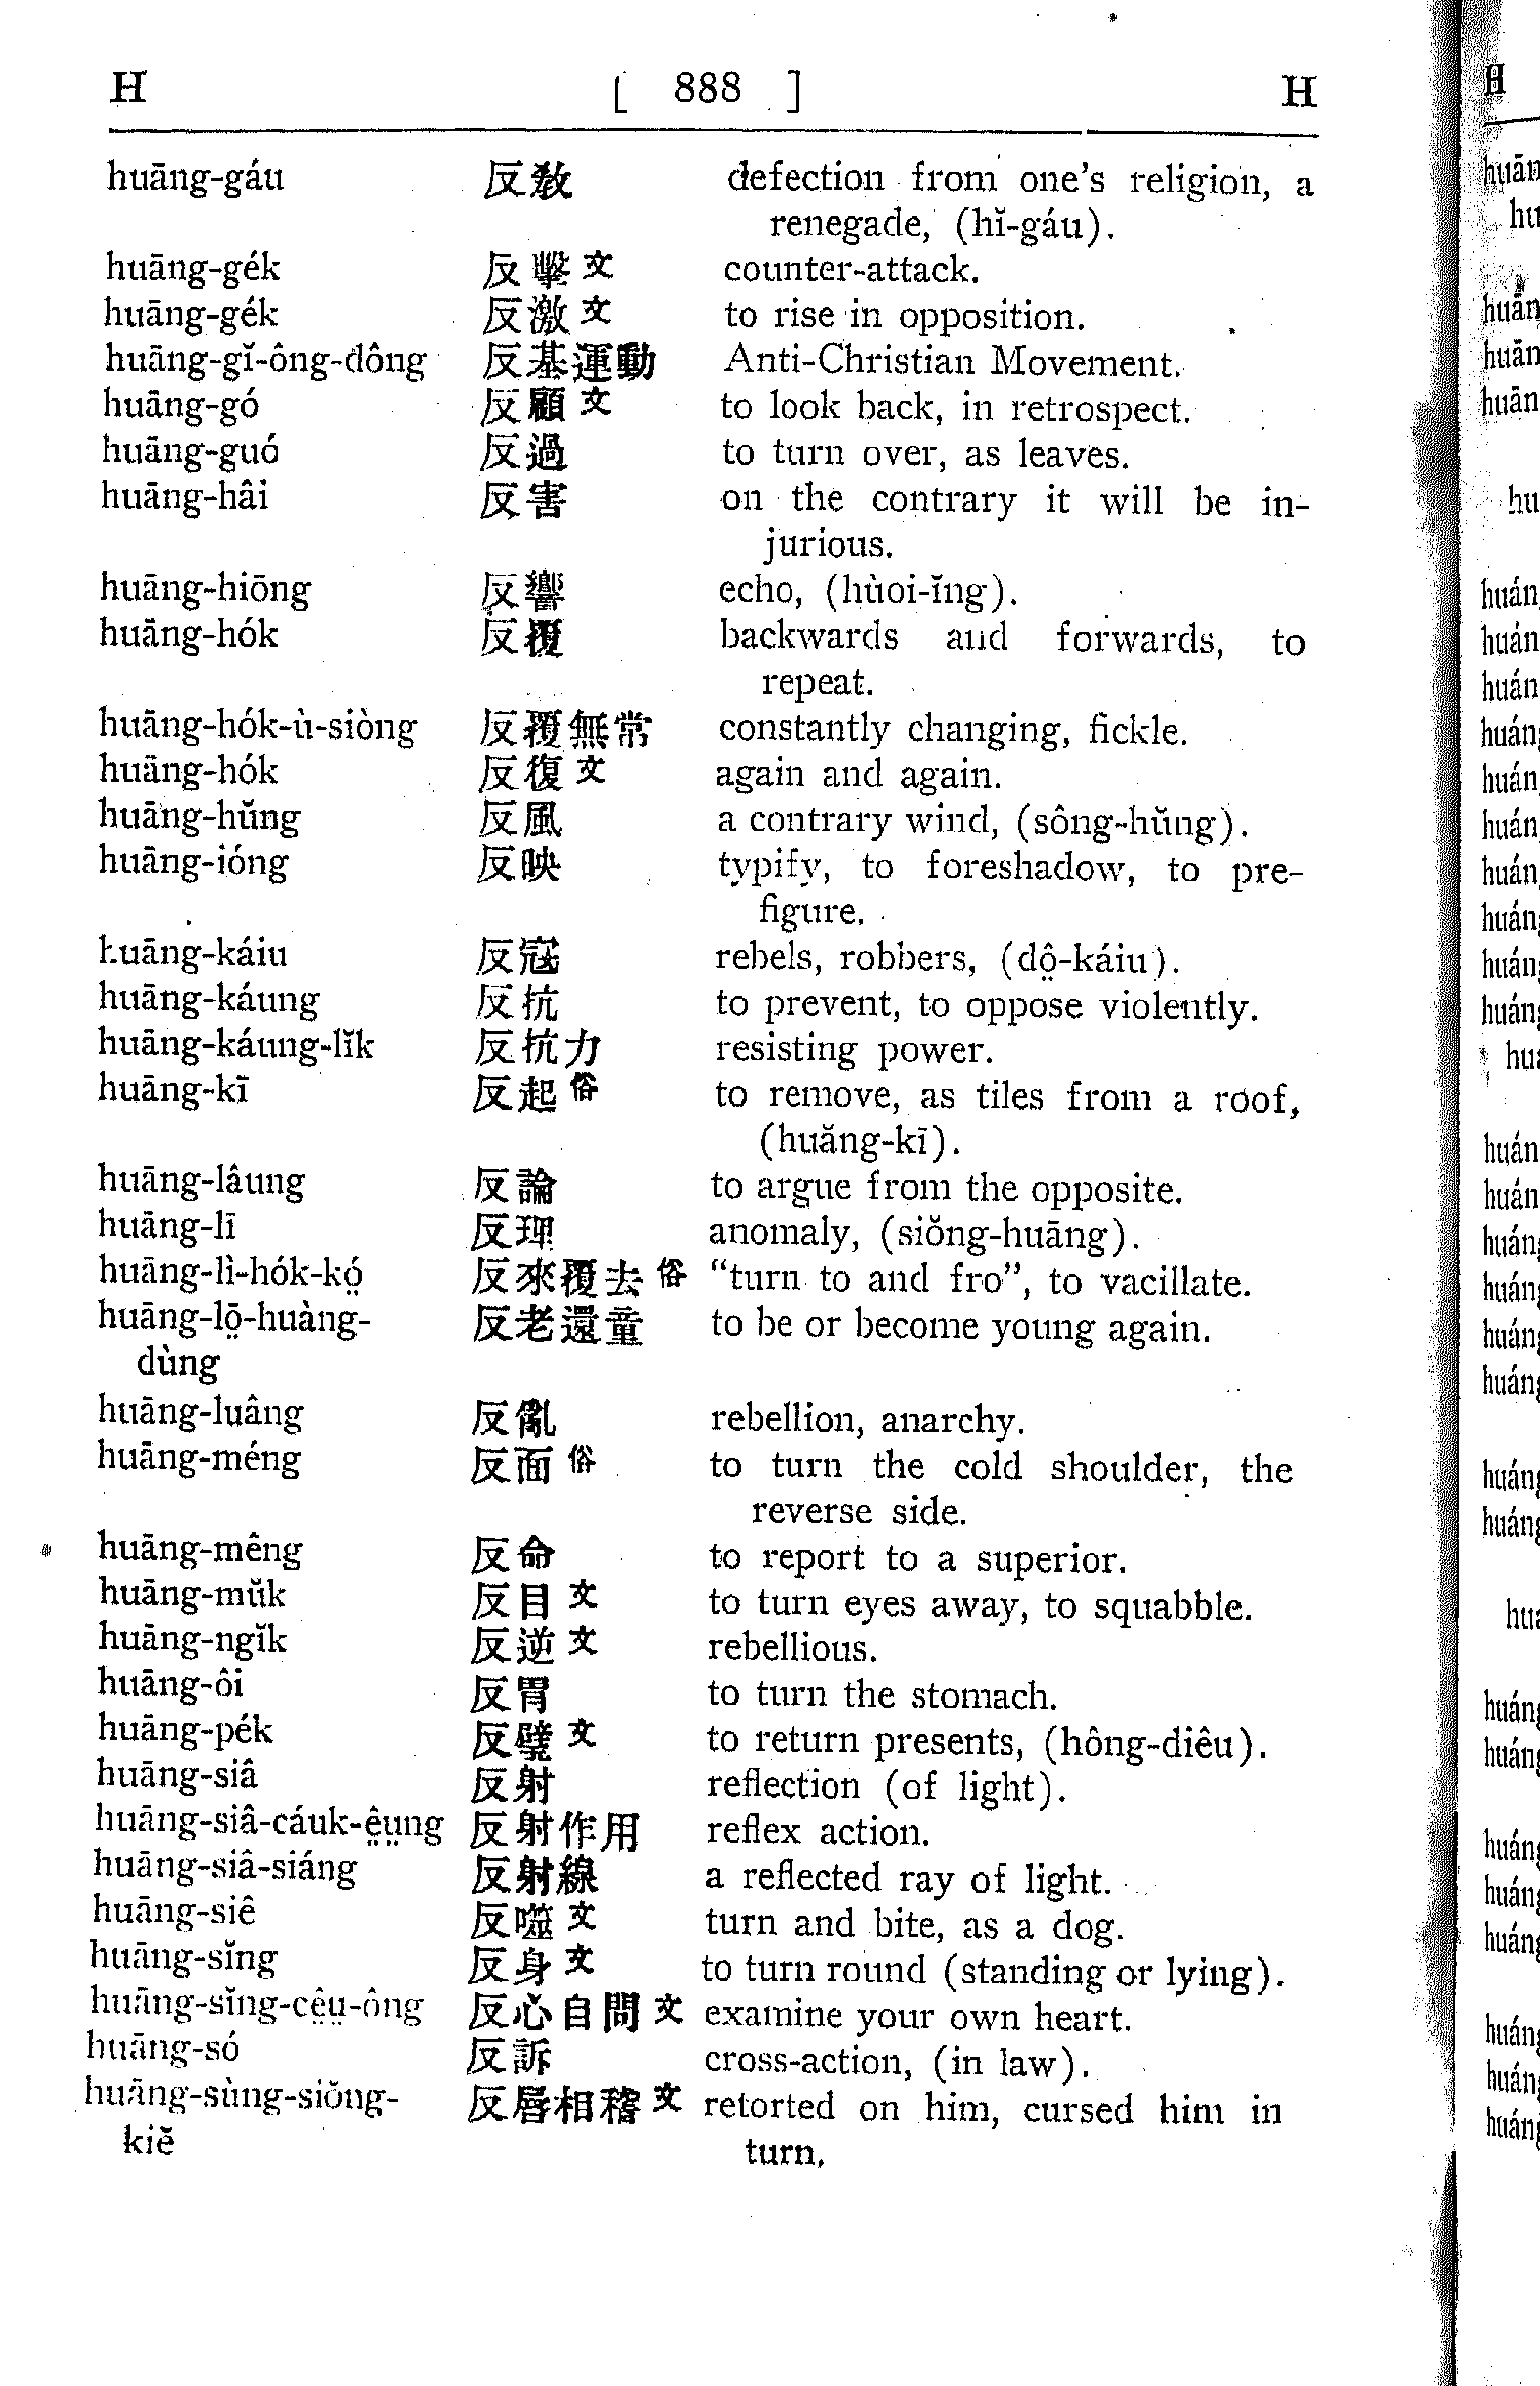 H [ 888 ] H
huāng-gáu 反教 defection from one's religion, a
renegade, (hĭ-gáu).
huāng-gék 反擊文 counter-attack.
huāng-gék 反激文 to rise in opposition.
huāng-gĭ-ông-dông 反基運動 Anti-Christian Movement.
huāng-gó 反顧文 to look back, in retrospect.
huāng-guó 反過 to turn over, as leaves.
huāng-hâi 反害 on the contrary it will be in-
jurious.
huāng-hiōng 反響 echo, (hùoi-ĭng).
huāng-hók 反覆 backwards and forwards, to
repeat.
huāng-hók-ù-siòng 反覆無常 constantly changing, fickle.
huāng-hók 反復文 again and again.
huāng-hŭng 反風 a contrary wind, (sông-hŭng).
huāng-ióng 反映 typify, to foreshadow, to pre-
figure.
huāng-káiu 反寇 rebels, robbers, (dô̤-káiu).
huāng-káung 反抗 to prevent, to oppose violently.
huāng-káung-lĭk 反抗力 resisting power.
huāng-kī 反起俗 to remove, as tiles from a roof,
(huăng-kī).
huāng-lâung 反論 to argue from the opposite.
huāng-lī 反理 anomaly, (siŏng-huāng).
huāng-lì-hók-kó̤ 反來覆去俗 "turn to and fro", to vacillate.
huāng-lō̤-huàng- 反老還童 to be or become young again.
dùng
huāng-luâng 反亂 rebellion, anarchy.
huāng-méng 反面俗 to turn the cold shoulder, the
reverse side.
huāng-mêng 反命 to report to a superior.
huāng-mŭk 反目文 to turn eyes away, to squabble.
huāng-ngĭk 反逆文 rebellious.
huāng-ôi 反胃 to turn the stomach.
huāng-pék 反璧文 to return presents, (hông-diêu).
huāng-siâ 反射 reflection (of light).
huāng-siâ-cáuk-ê̤ṳng 反射作用 reflex action.
huāng-siâ-siáng 反射線 a reflected ray of light.
huāng-siê 反噬文 turn and bite, as a dog.
huāng-sĭng 反身文 to turn round (standing or lying).
huāng-sĭng-cê̤ṳ-ông 反心自問文 examine your own heart.
huāng-só 反訴 cross-action, (in law).
huāng-sùng-siŏng- 反唇相稽文 retorted on him, cursed him in
kiĕ turn.